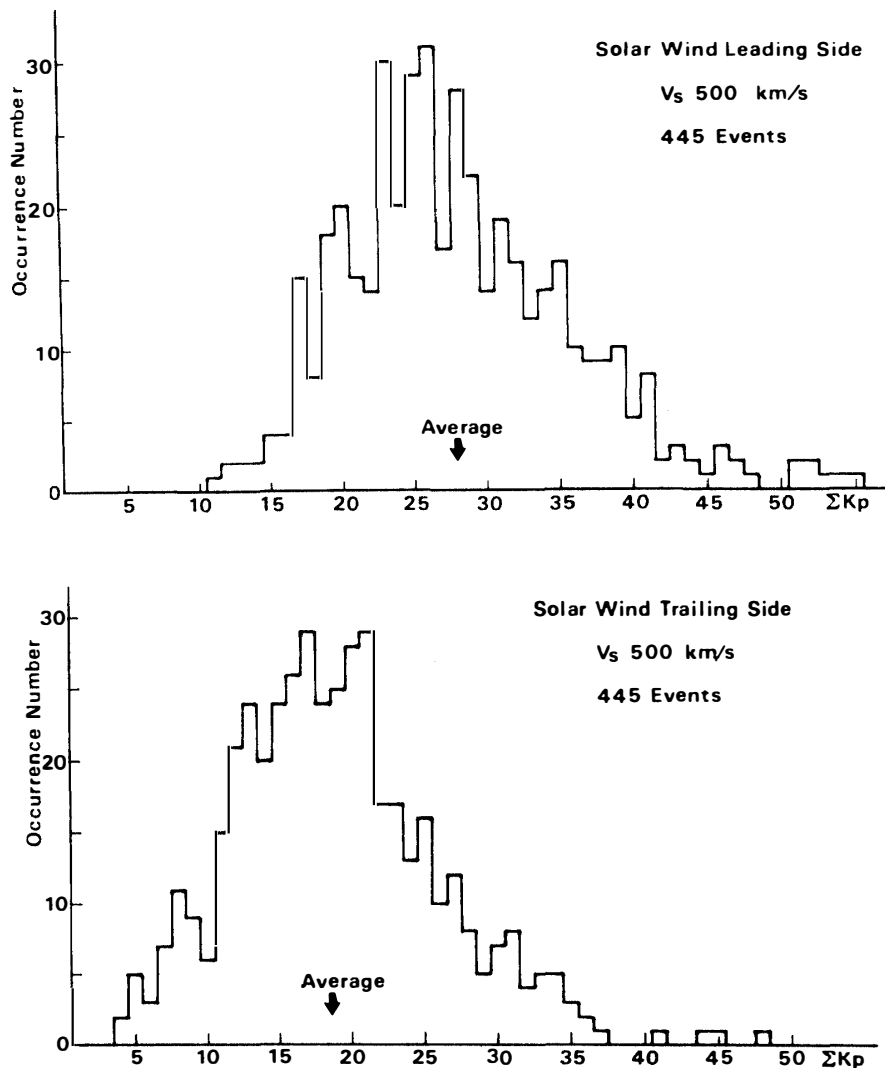 30
Solar Wind Leading Side
Vs 500 km/s
445 Events
20
10
0
Occurrence Number
Average
5 10 15 20 25 30 35 40 45 50 ΣKp
30
Solar Wind Trailing Side
Vs 500 km/s
445 Events
20
10
0
Occurrence Number
Average
5 10 15 20 25 30 35 40 45 50 ΣKp